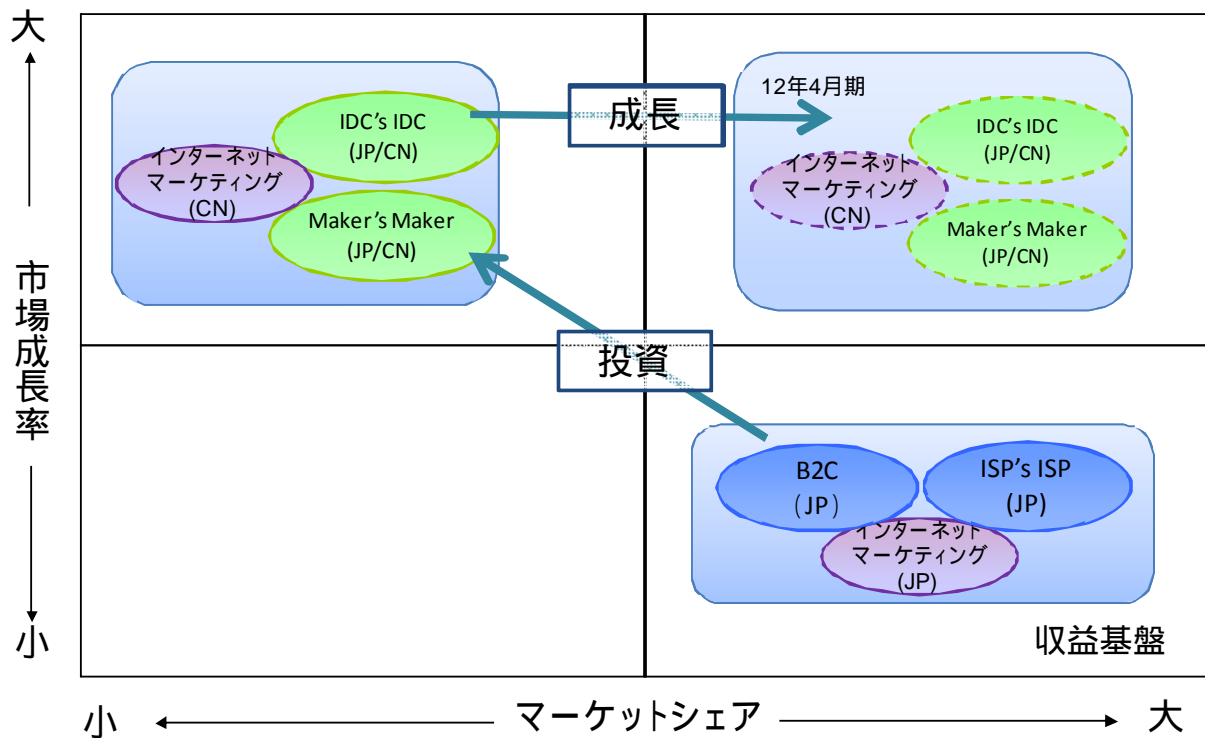 大
市場成長率
小
IDC's IDC
(JP/CN)
インターネット
マーケティング
(CN)
Maker's Maker
(JP/CN)
成長
12年4月期
IDC's IDC
(JP/CN)
インターネット
マーケティング
(CN)
Maker's Maker
(JP/CN)
投資
B2C
(JP)
ISP's ISP
(JP)
インターネット
マーケティング
(JP)
収益基盤
小
マーケットシェア
大